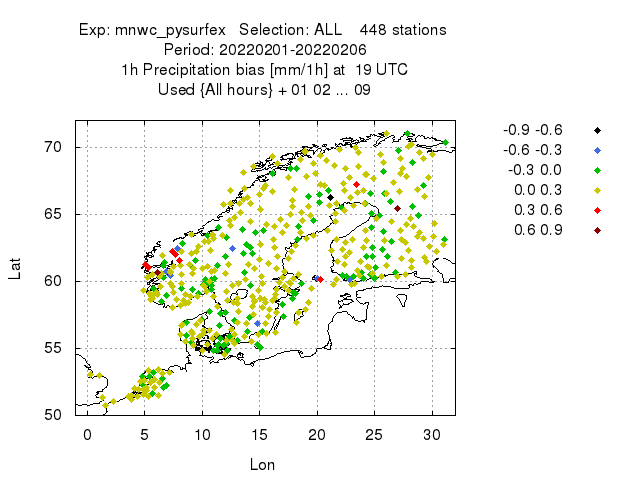 Exp: mnwc_pysurfex Selection: ALL 448 stations
Period: 20220201-20220206
1h Precipitation bias [mm/1h] at 19 UTC
Used {All hours} + 01 02 ... 09
-0.9 -0.6
-0.6 -0.3
-0.3 0.0
0.0 0.3
0.3 0.6
0.6 0.9
70
65
60
55
50
Lat
0 5 10 15 20 25 30
Lon